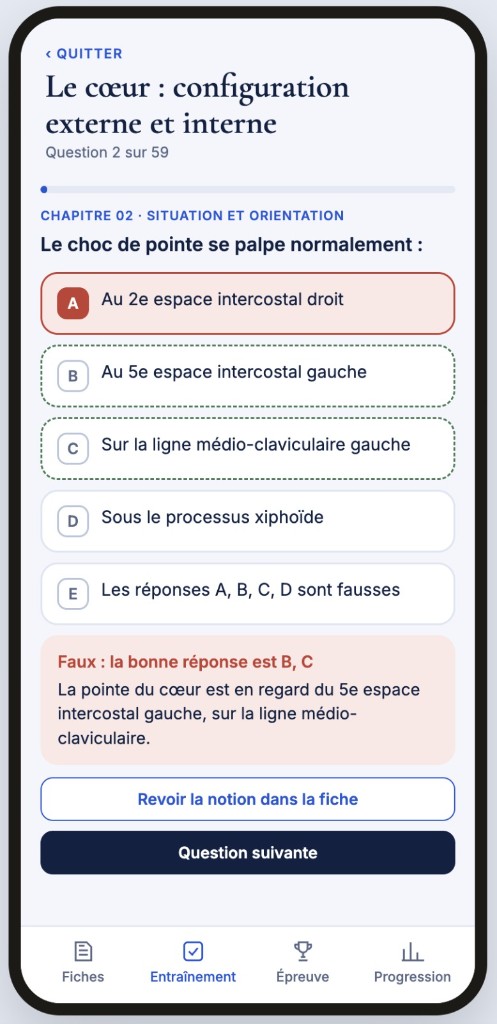 ‹ QUITTER
Le cœur : configuration
externe et interne
Question 2 sur 59
CHAPITRE 02 · SITUATION ET ORIENTATION
Le choc de pointe se palpe normalement :
A Au 2e espace intercostal droit
B Au 5e espace intercostal gauche
C Sur la ligne médio-claviculaire gauche
D Sous le processus xiphoïde
E Les réponses A, B, C, D sont fausses
Faux : la bonne réponse est B, C
La pointe du cœur est en regard du 5e espace
intercostal gauche, sur la ligne médio-
claviculaire.
Revoir la notion dans la fiche
Question suivante
Fiches Entraînement Épreuve Progression